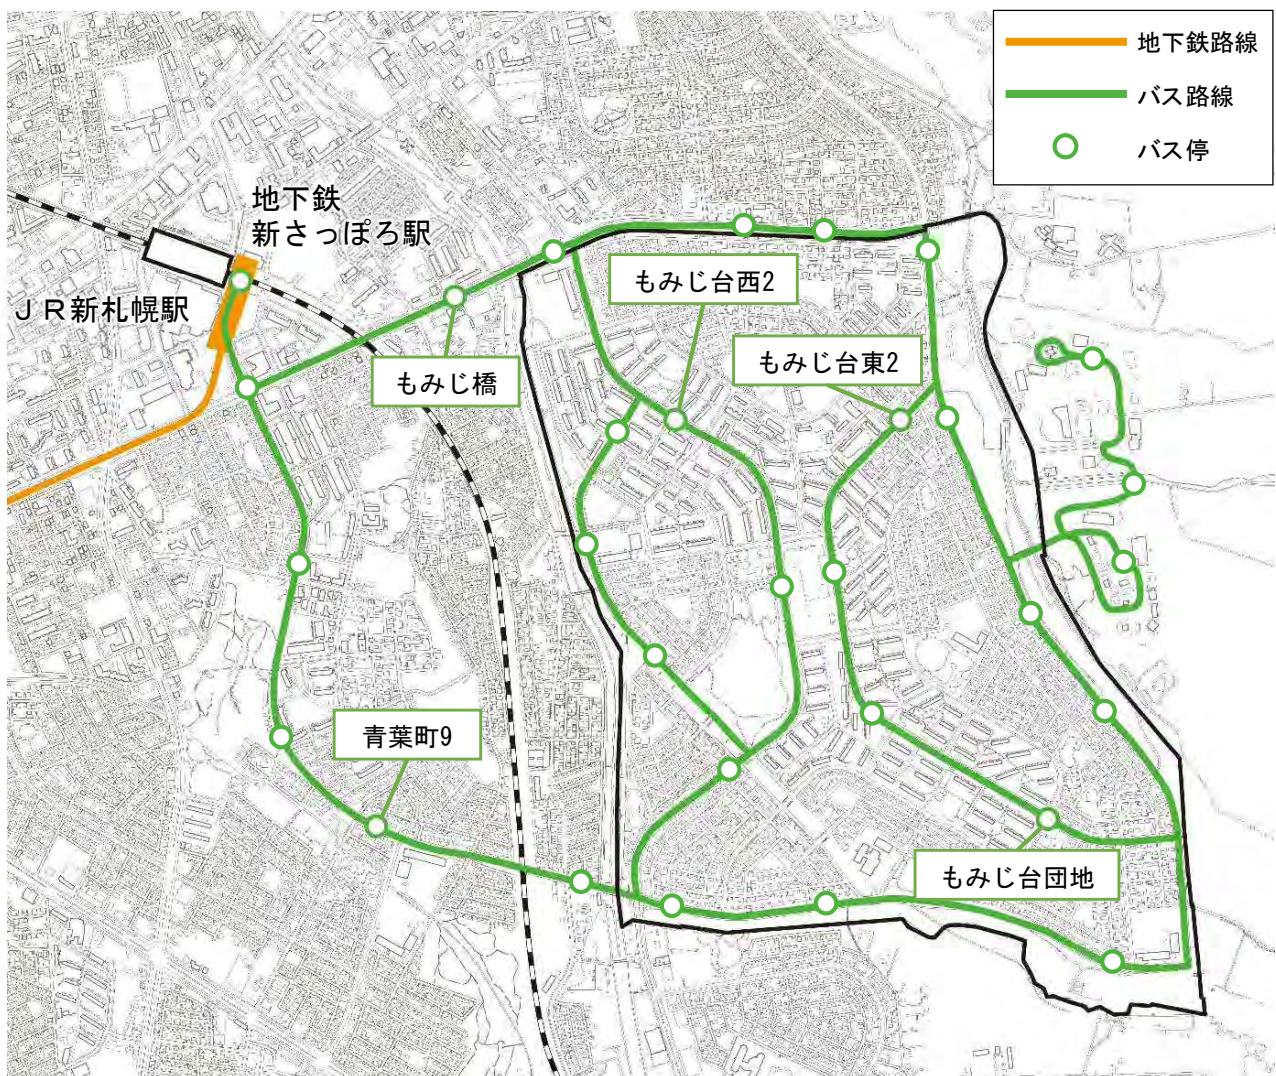 地下鉄路線
バス路線
バス停
地下鉄
新さっぽろ駅
JR新札幌駅
もみじ台西2
もみじ台東2
もみじ橋
青葉町9
もみじ台団地